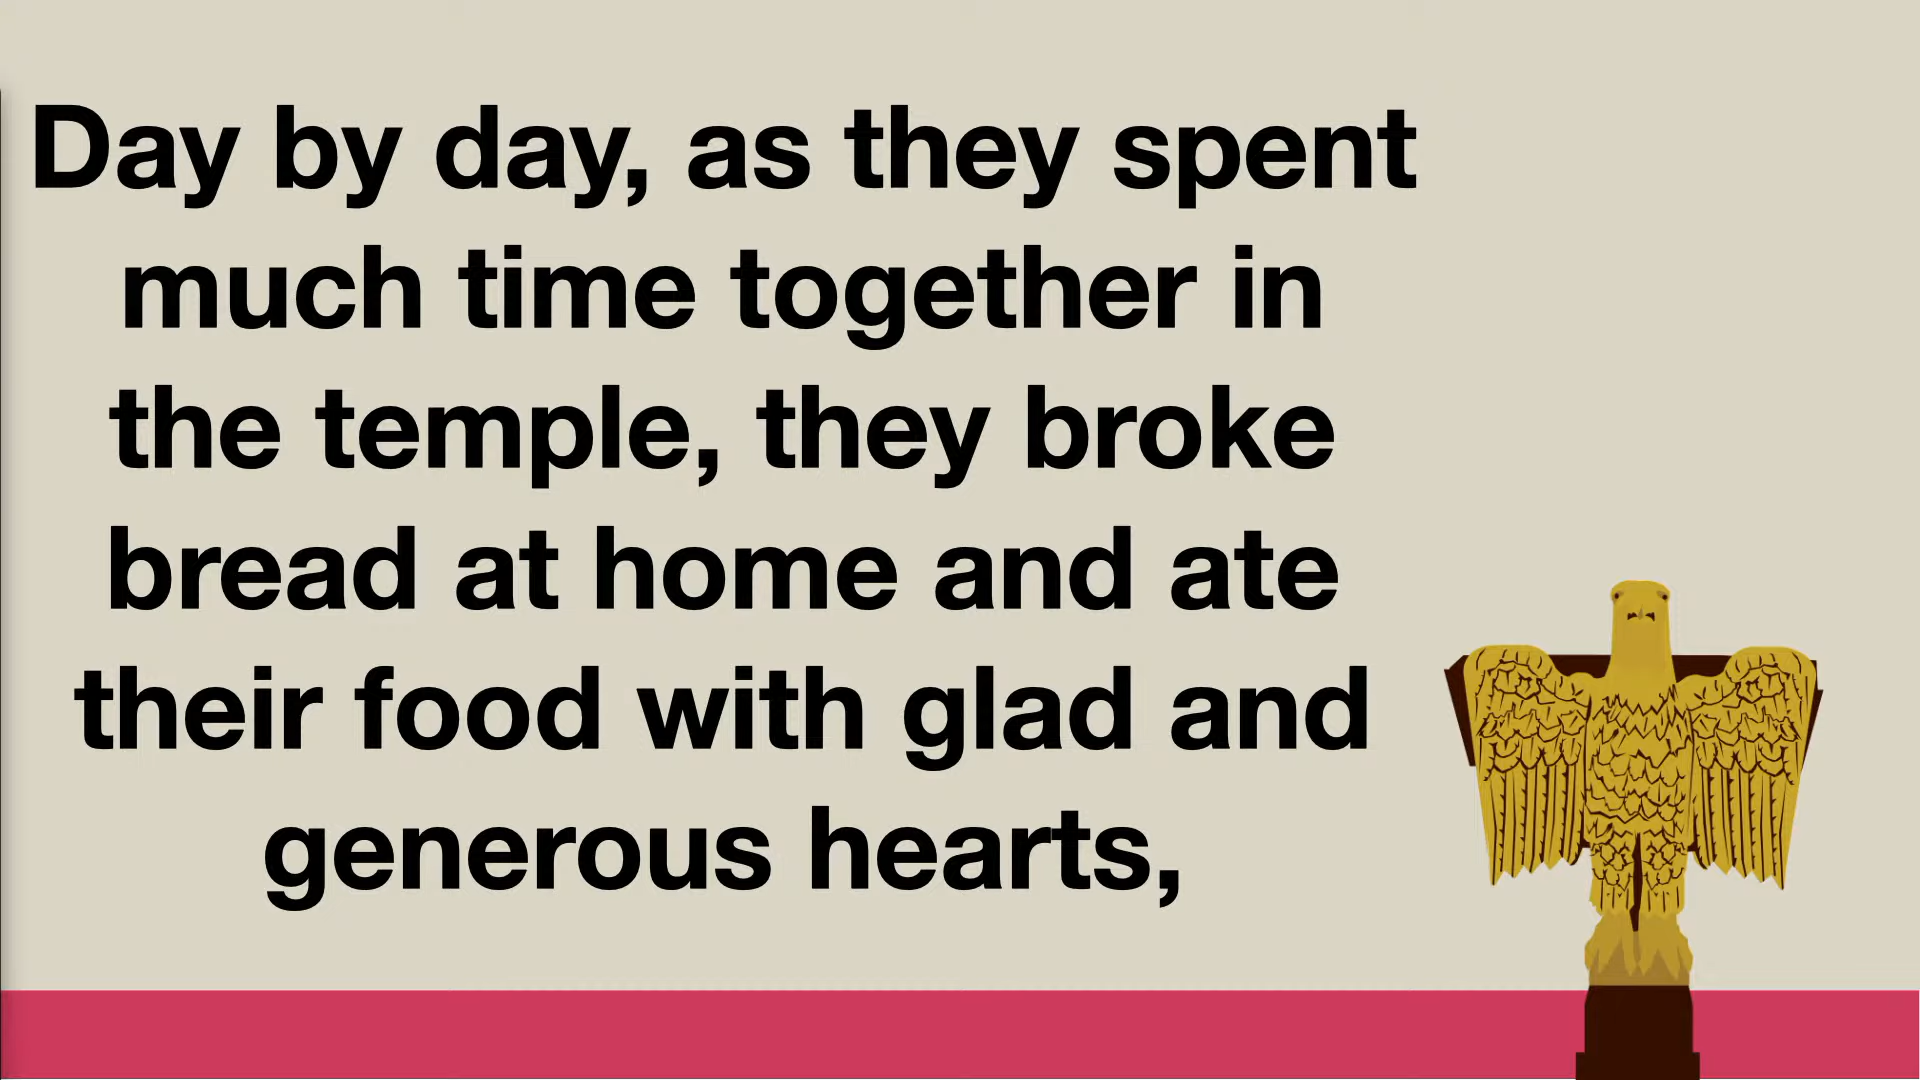 Day by day, as they spent
much time together in
the temple, they broke
bread at home and ate
their food with glad and
generous hearts,